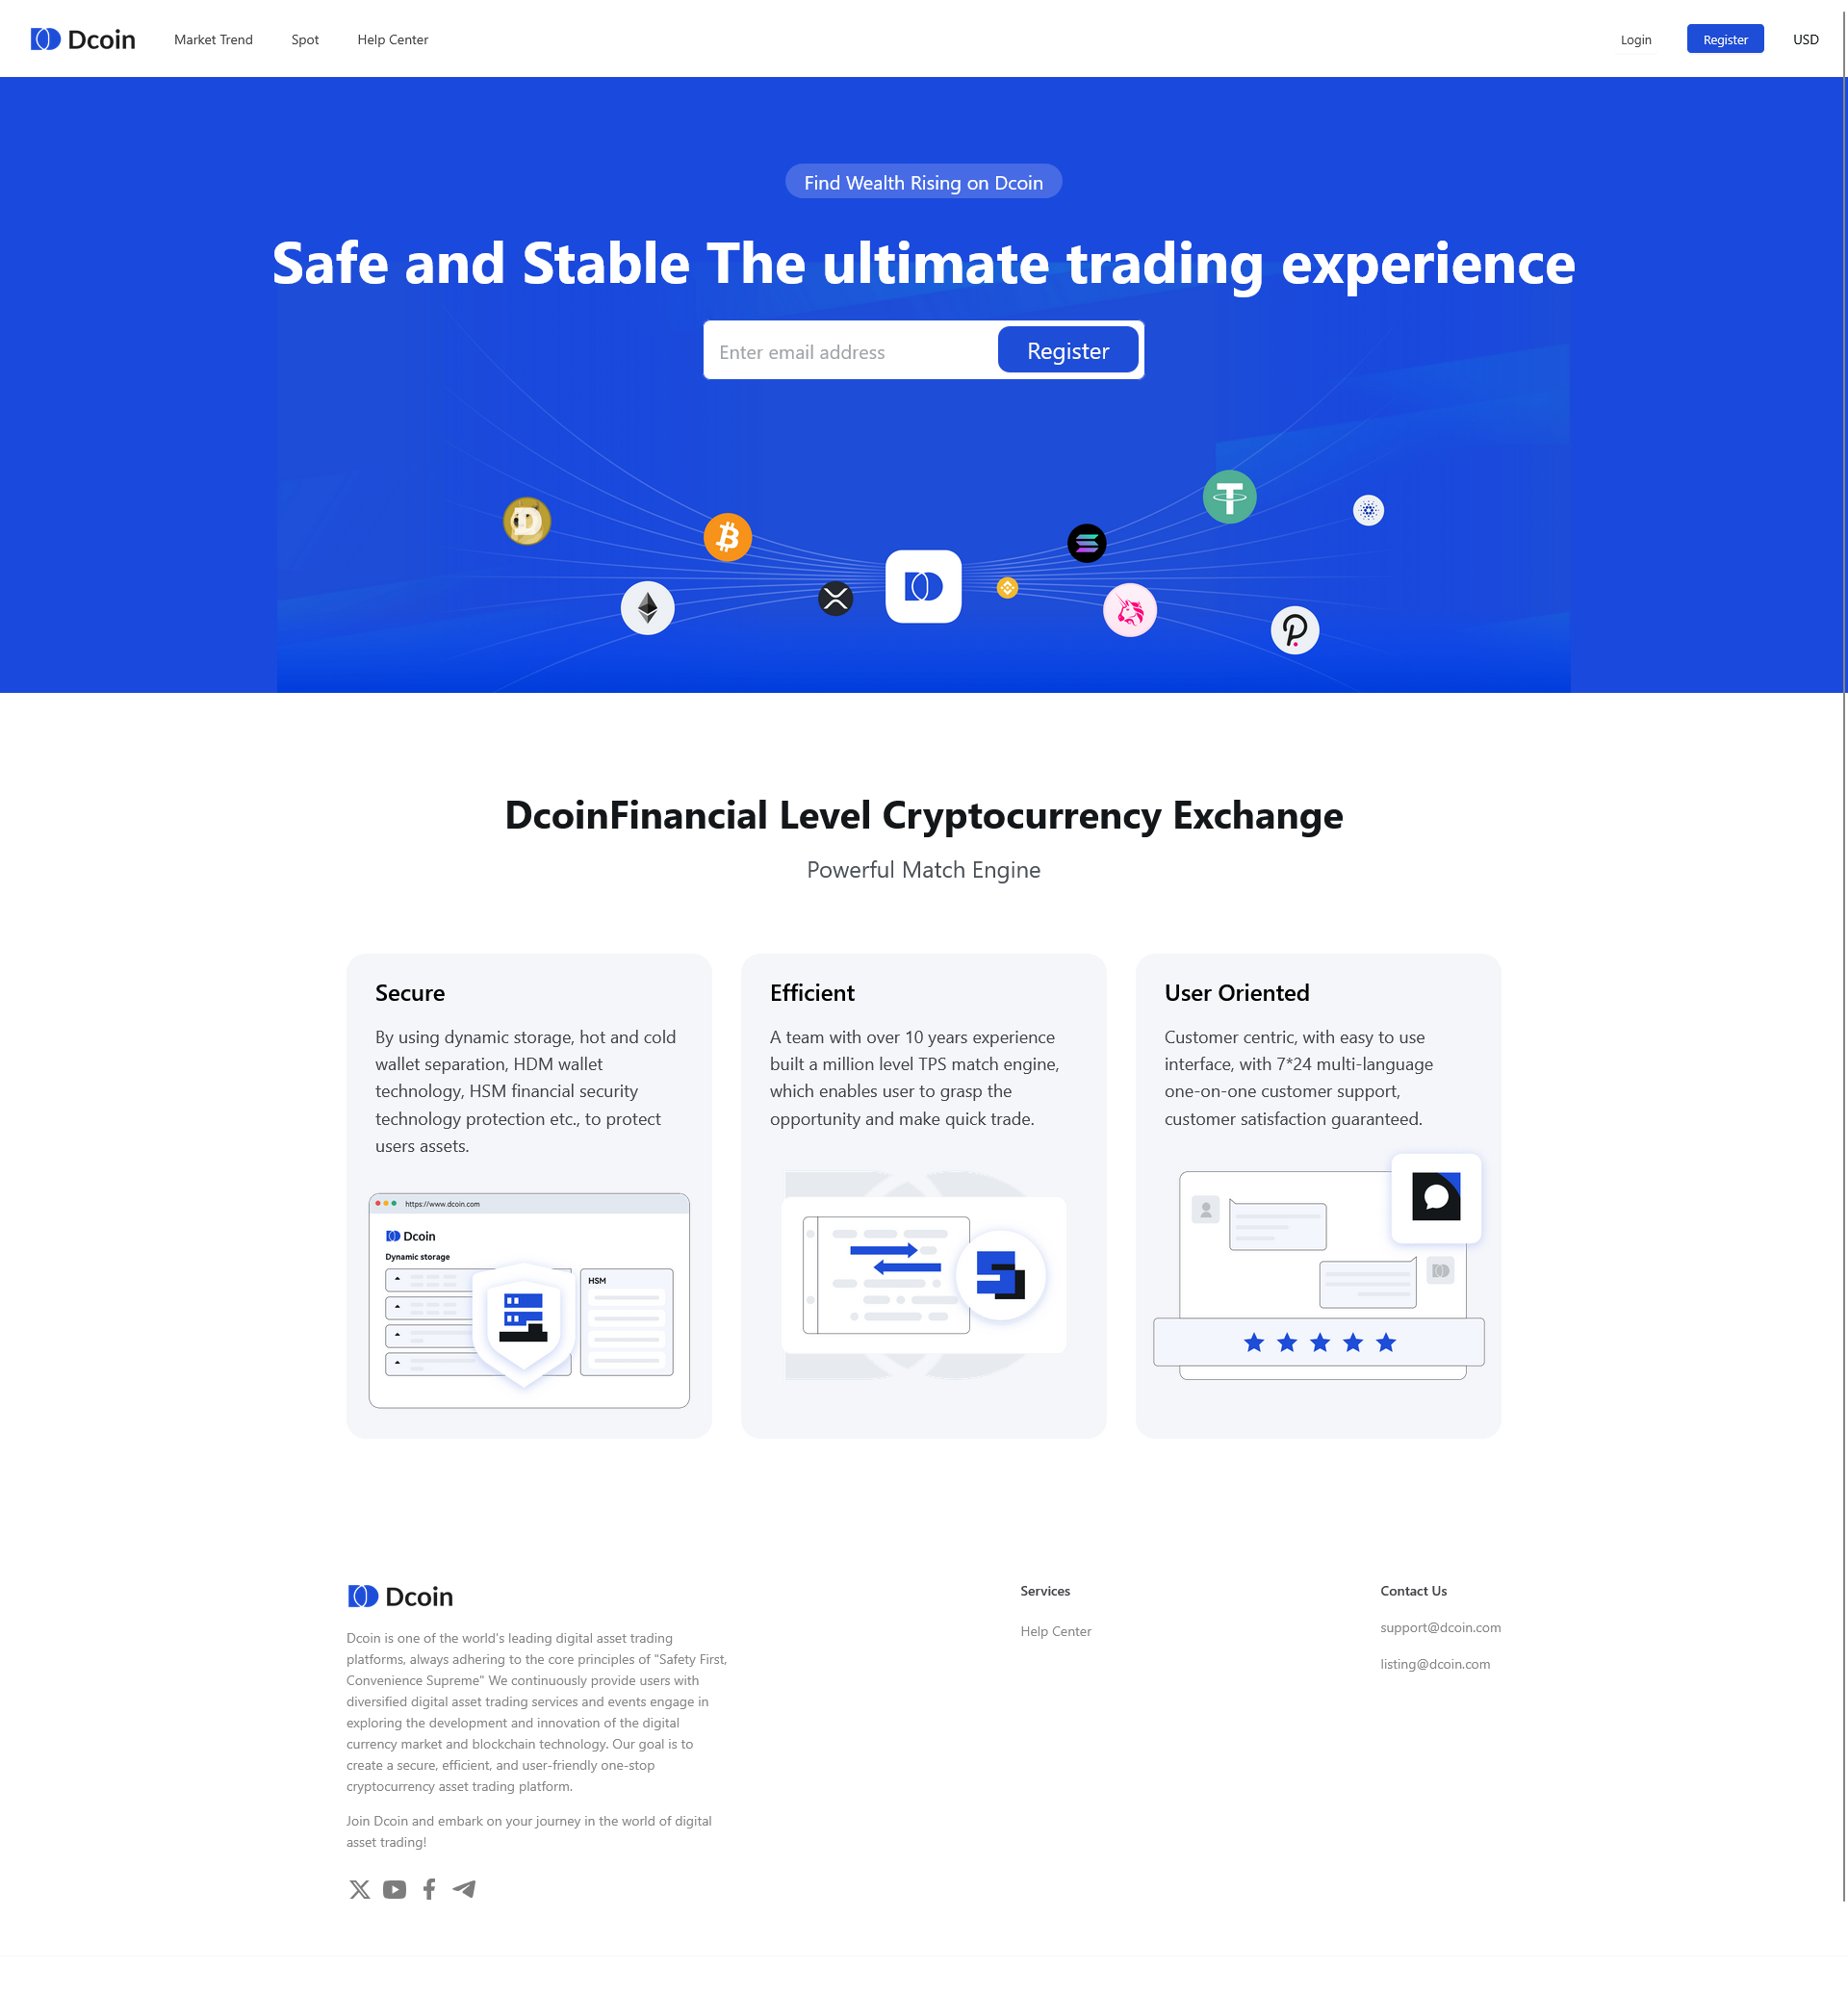 Dcoin
Market Trend
Spot
Help Center
Login
Register
USD
Find Wealth Rising on Dcoin
Safe and Stable The ultimate trading experience
Enter email address
Register
DcoinFinancial Level Cryptocurrency Exchange
Powerful Match Engine
Secure
By using dynamic storage, hot and cold
wallet separation, HDM wallet
technology, HSM financial security
technology protection etc., to protect
users assets.
https://www.dcoin.com
Dcoin
Dynamic storage
HSM
Efficient
A team with over 10 years experience
built a million level TPS match engine,
which enables user to grasp the
opportunity and make quick trade.
User Oriented
Customer centric, with easy to use
interface, with 7*24 multi-language
one-on-one customer support,
customer satisfaction guaranteed.
Dcoin
Dcoin is one of the world's leading digital asset trading
platforms, always adhering to the core principles of "Safety First,
Convenience Supreme" We continuously provide users with
diversified digital asset trading services and events engage in
exploring the development and innovation of the digital
currency market and blockchain technology. Our goal is to
create a secure, efficient, and user-friendly one-stop
cryptocurrency asset trading platform.
Join Dcoin and embark on your journey in the world of digital
asset trading!
Services
Help Center
Contact Us
support@dcoin.com
listing@dcoin.com